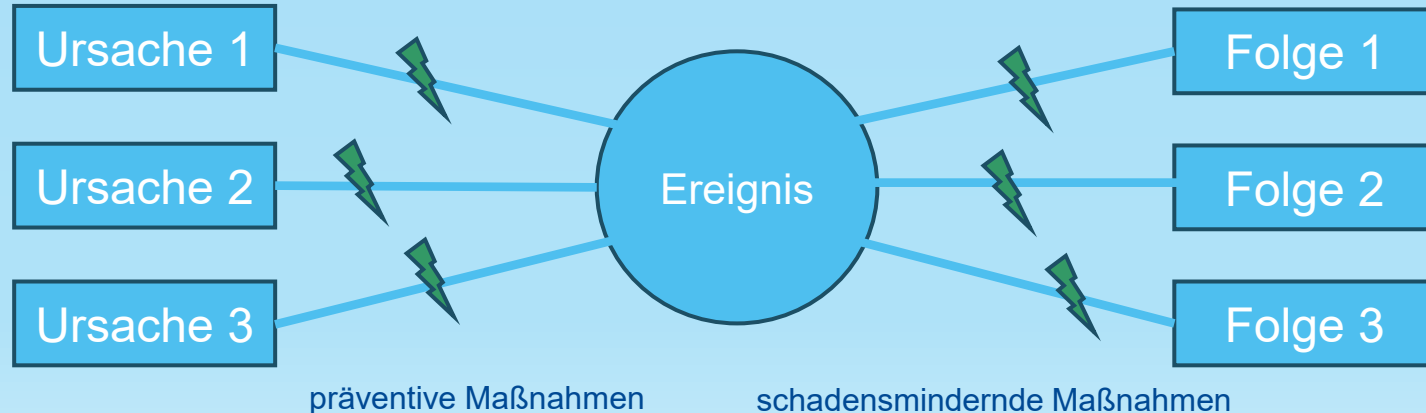 Ursache 1
Folge 1
Ursache 2
Ereignis
Folge 2
Ursache 3
Folge 3
präventive Maßnahmen
schadensmindernde Maßnahmen